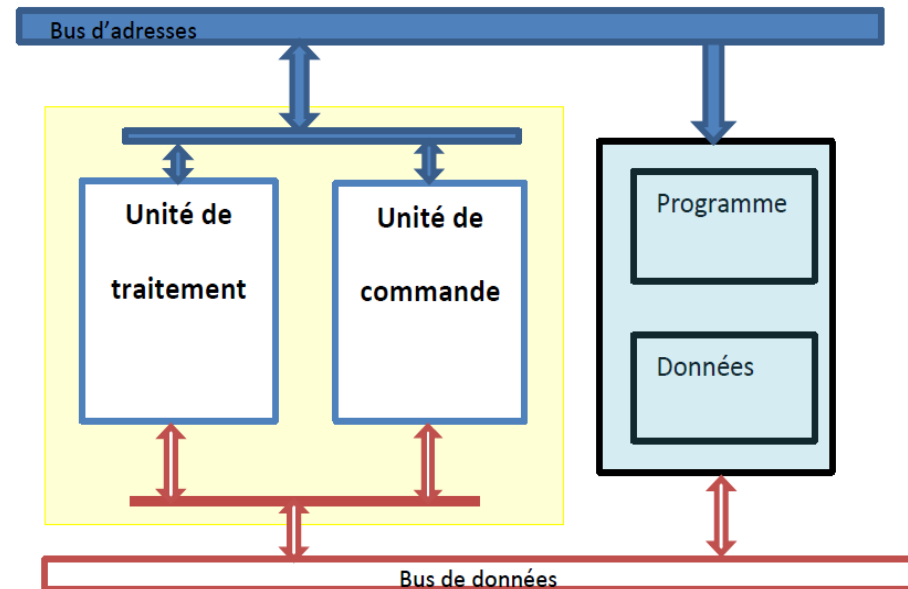 Bus d’adresses
Unité de
traitement
Unité de
commande
Programme
Données
Bus de données